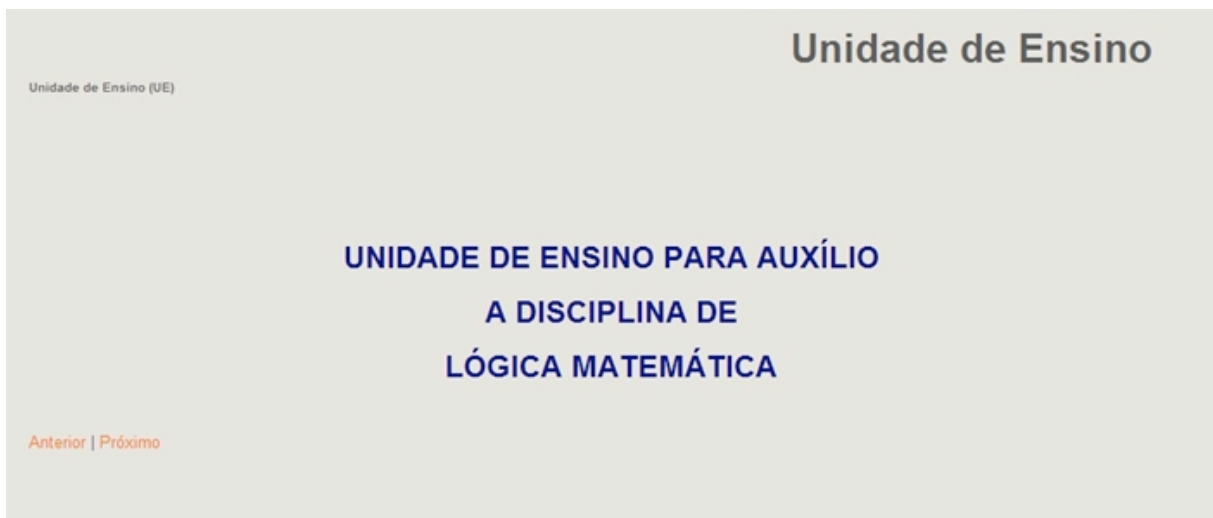 Unidade de Ensino
Unidade de Ensino (UE)
UNIDADE DE ENSINO PARA AUXÍLIO
A DISCIPLINA DE
LÓGICA MATEMÁTICA
Anterior | Próximo